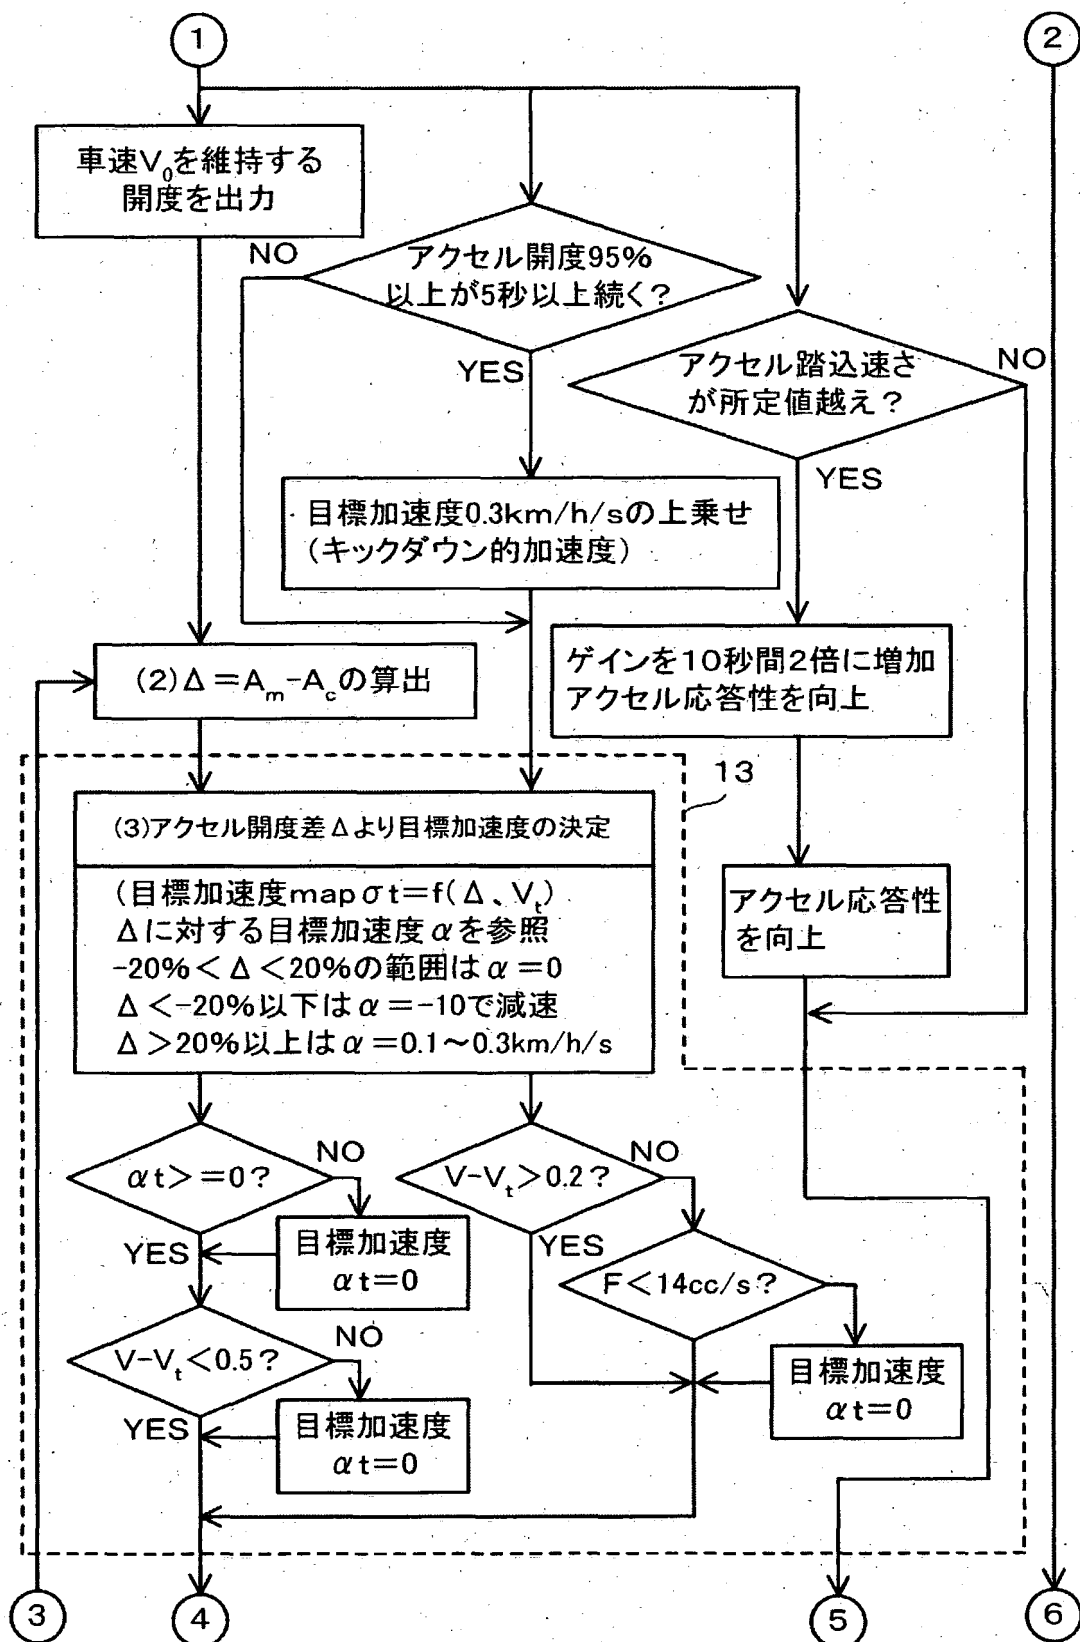 1
2
車速V₀を維持する
開度を出力
NO
アクセル開度95%
以上が5秒以上続く?
YES
アクセル踏込速さ
が所定値越え?
NO
YES
目標加速度0.3km/h/sの上乗せ
(キックダウン的加速度)
(2)Δ=Aₘ-A꜀の算出
ゲインを10秒間2倍に増加
アクセル応答性を向上
13
(3)アクセル開度差Δより目標加速度の決定
(目標加速度map σt=f(Δ、Vₜ)
Δに対する目標加速度αを参照
-20%<Δ<20%の範囲はα=0
Δ<-20%以下はα=-10で減速
Δ>20%以上はα=0.1～0.3km/h/s
アクセル応答性
を向上
αt>=0?
NO
YES
目標加速度
αt=0
V-Vₜ>0.2?
NO
YES
F<14cc/s?
目標加速度
αt=0
V-Vₜ<0.5?
NO
YES
目標加速度
αt=0
3
4
5
6